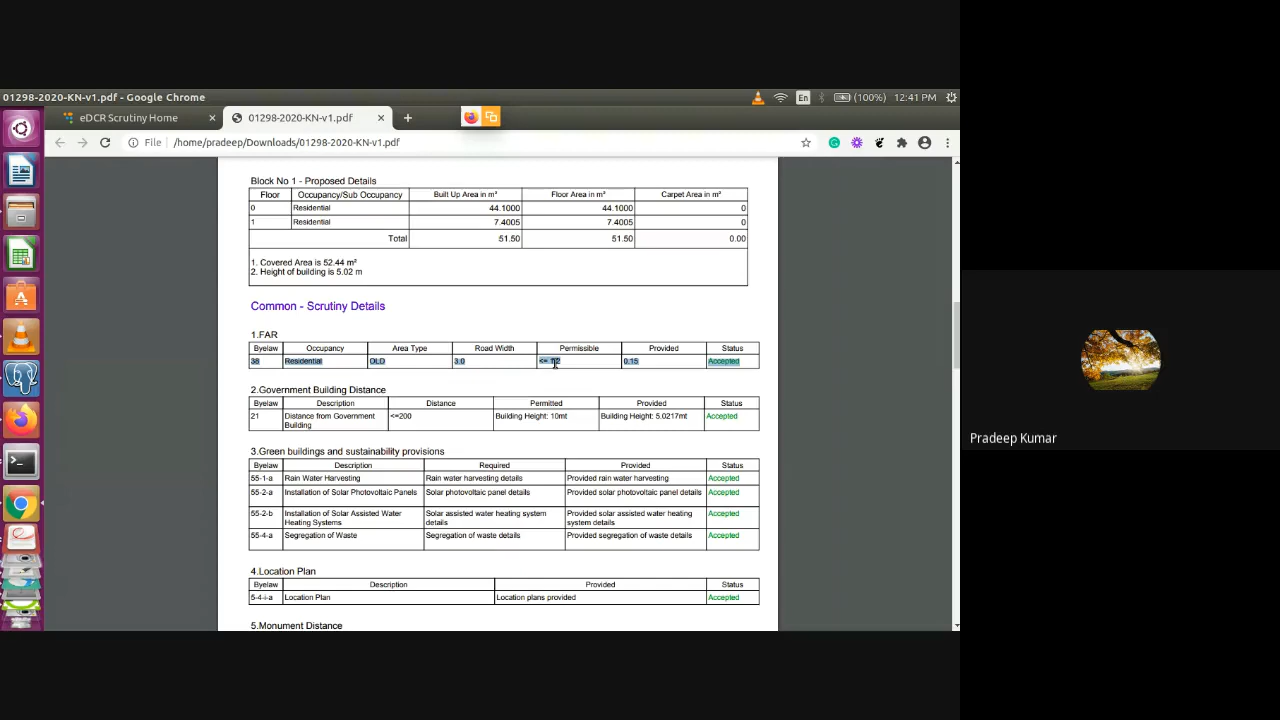 01298-2020-KN-v1.pdf - Google Chrome
En (100%) 12:41 PM
eDCR Scrutiny Home × 01298-2020-KN-v1.pdf × +
File /home/pradeep/Downloads/01298-2020-KN-v1.pdf
Block No 1 - Proposed Details
Floor Occupancy/Sub Occupancy Built Up Area in m² Floor Area in m² Carpet Area in m²
0 Residential 44.1000 44.1000 0
1 Residential 7.4005 7.4005 0
Total 51.50 51.50 0.00
1. Covered Area is 52.44 m²
2. Height of building is 5.02 m
Common - Scrutiny Details
1.FAR
Byelaw Occupancy Area Type Road Width Permissible Provided Status
38 Residential OLD 3.0 <= 0.15 Accepted
2.Government Building Distance
Byelaw Description Distance Permitted Provided Status
21 Distance from Government <=200 Building Height: 10mt Building Height: 5.0217mt Accepted
Building
3.Green buildings and sustainability provisions
Byelaw Description Required Provided Status
55-1-a Rain Water Harvesting Rain water harvesting details Provided rain water harvesting Accepted
55-2-a Installation of Solar Photovoltaic Panels Solar photovoltaic panel details Provided solar photovoltaic panel details Accepted
55-2-b Installation of Solar Assisted Water Solar assisted water heating system Provided solar assisted water heating Accepted
Heating Systems details system details
55-4-a Segregation of Waste Segregation of waste details Provided segregation of waste details Accepted
4.Location Plan
Byelaw Description Provided Status
5-4-i-a Location Plan Location plans provided Accepted
5.Monument Distance
Pradeep Kumar